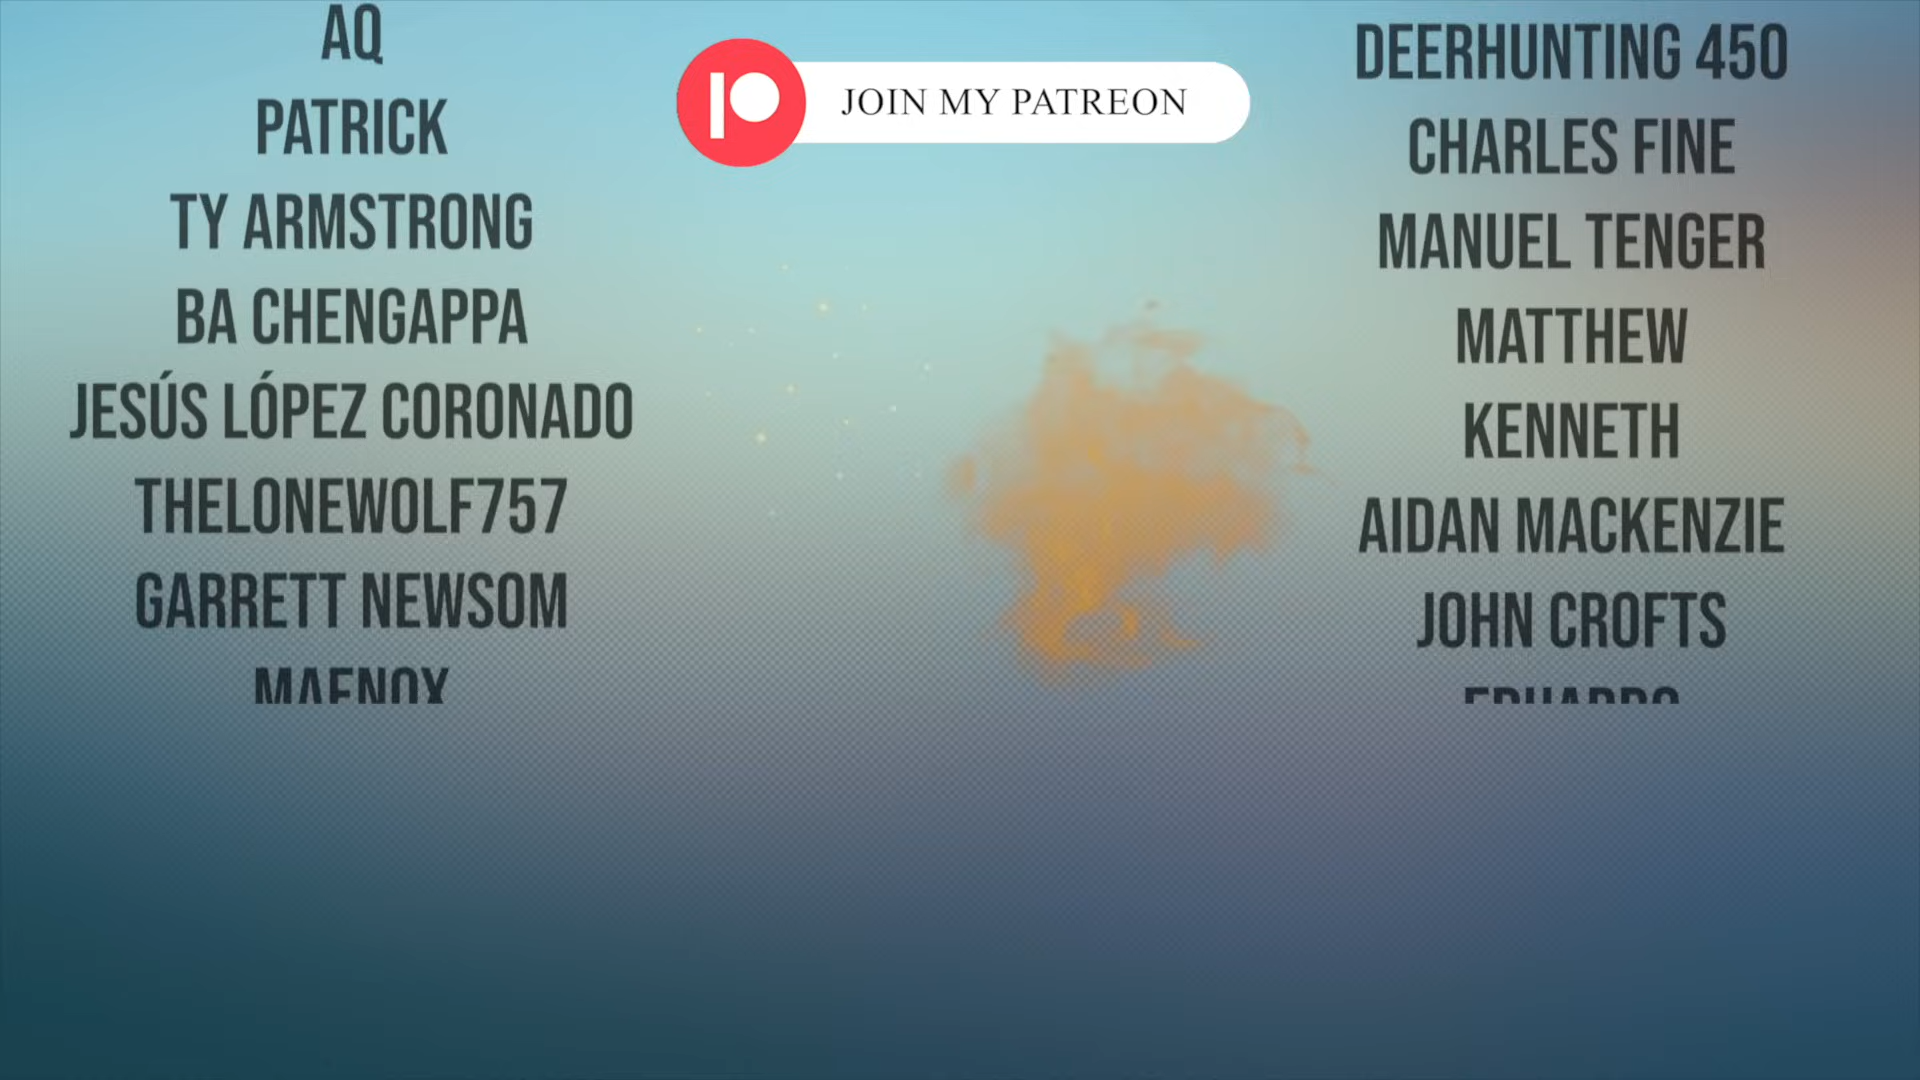 AQ
PATRICK
TY ARMSTRONG
BA CHENGAPPA
JESÚS LÓPEZ CORONADO
THELONEWOLF757
GARRETT NEWSOM
JOIN MY PATREON
DEERHUNTING 450
CHARLES FINE
MANUEL TENGER
MATTHEW
KENNETH
AIDAN MACKENZIE
JOHN CROFTS
EDUARDO